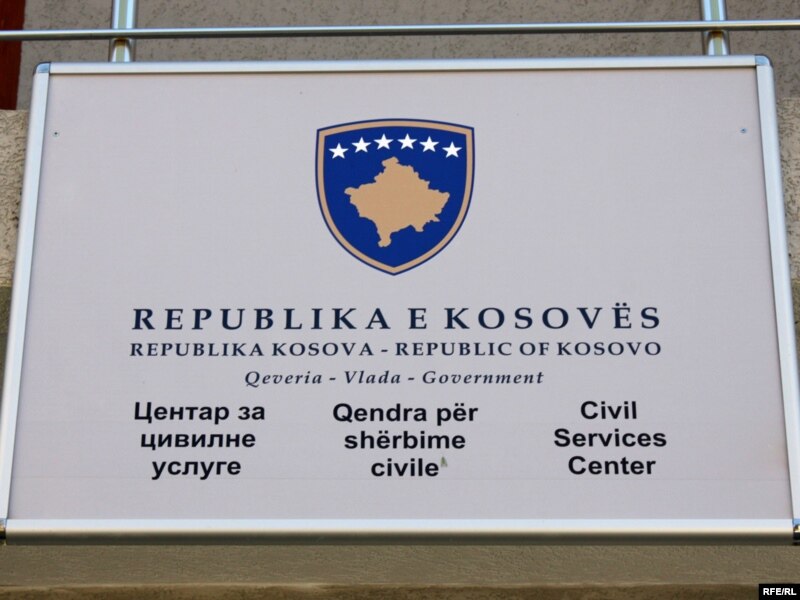 REPUBLIKA E KOSOVËS
REPUBLIKA KOSOVA - REPUBLIC OF KOSOVO
Qeveria - Vlada - Government
Центар за
цивилне
услуге
Qendra për
shërbime
civile
Civil
Services
Center
RFE/RL